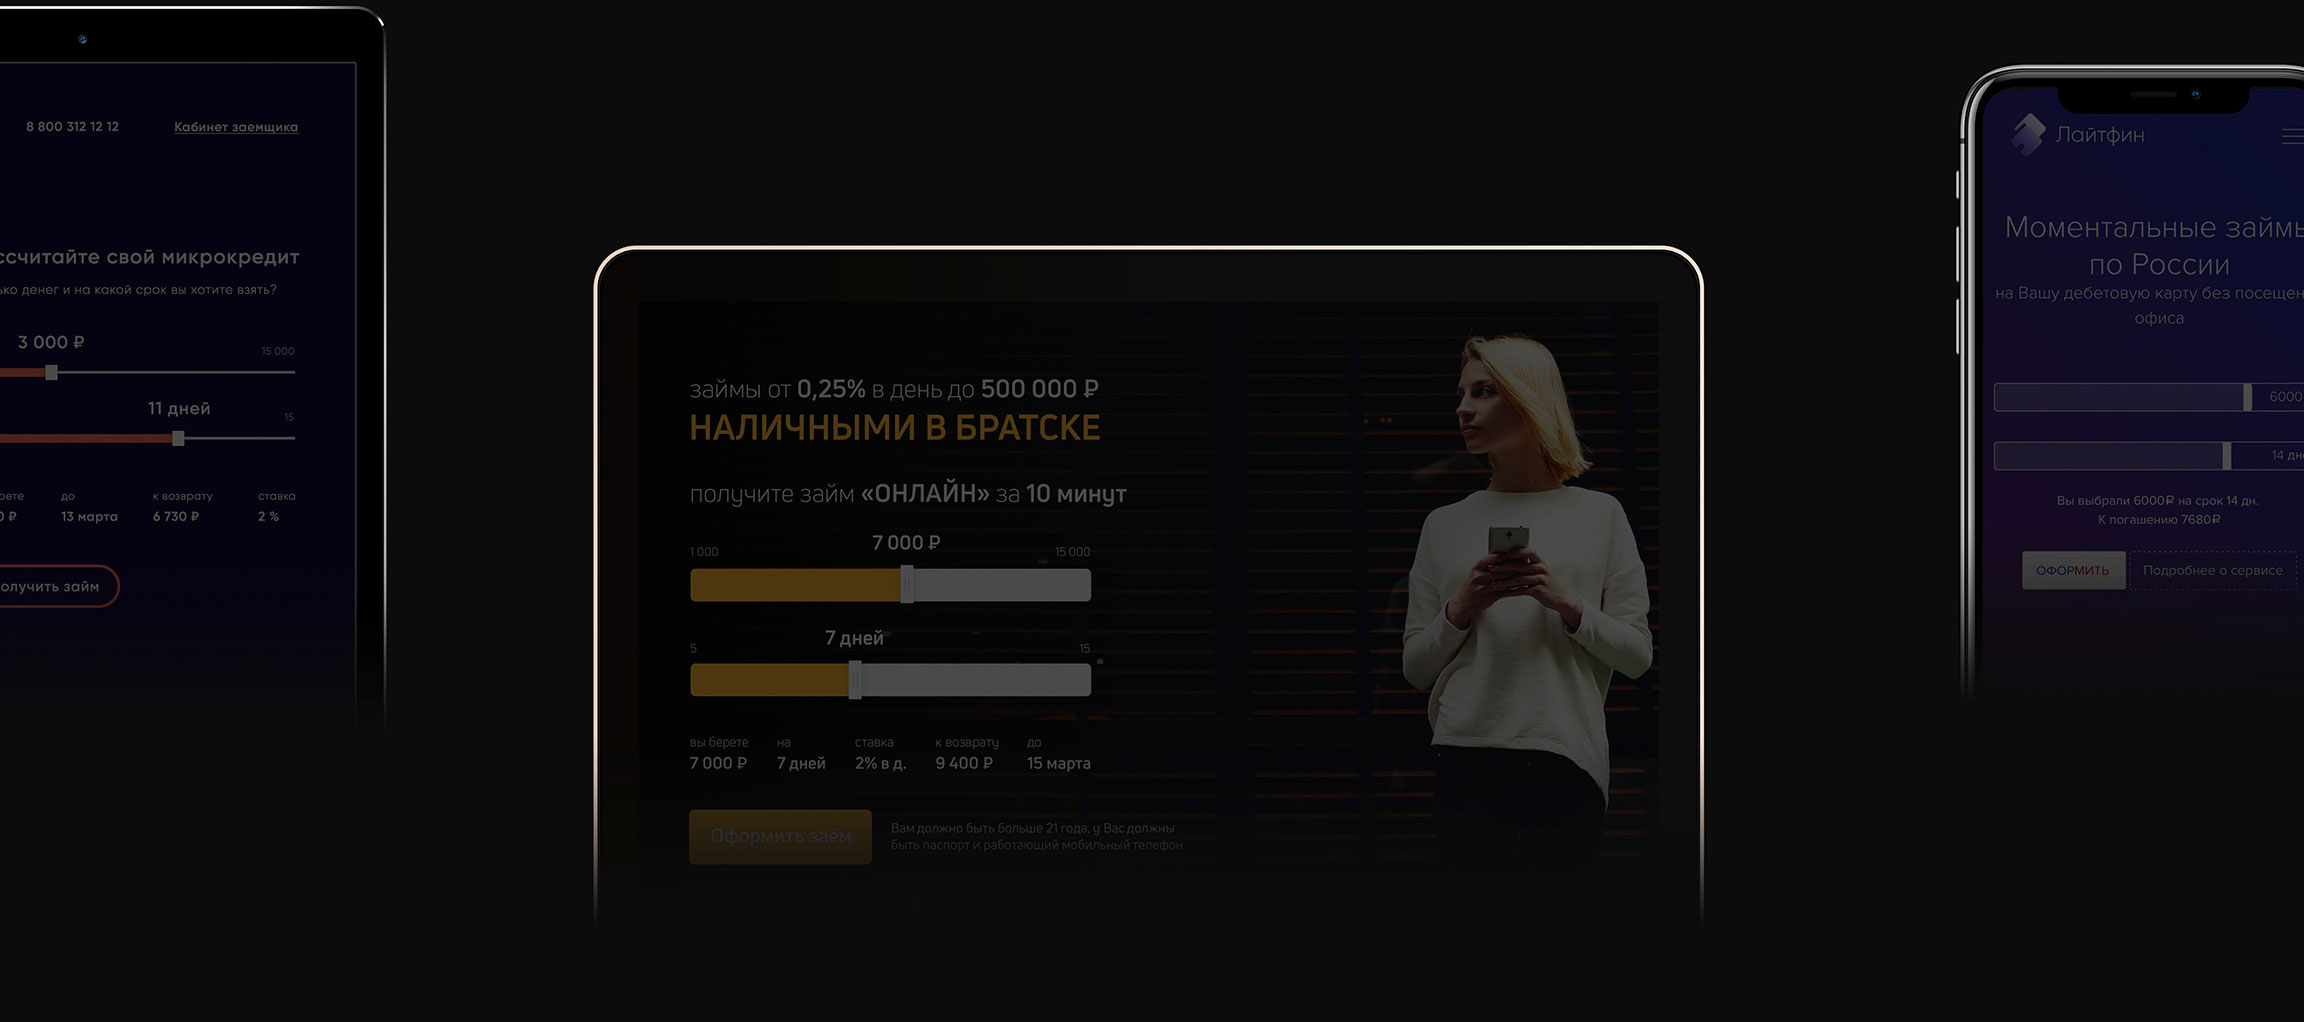 8 800 312 12 12
Кабинет заемщика
ссчитайте свой микрокредит
ько денег и на какой срок вы хотите взять?
3 000 ₽
15 000
11 дней
15
ерете
до
к возврату
ставка
0 ₽
13 марта
6 730 ₽
2 %
олучить займ
займы от 0,25% в день до 500 000 ₽
НАЛИЧНЫМИ В БРАТСКЕ
получите займ «ОНЛАЙН» за 10 минут
7 000 ₽
1 000
15 000
7 дней
5
15
вы берете
на
ставка
к возврату
до
7 000 ₽
7 дней
2% в д.
9 400 ₽
15 марта
Оформить заём
Вам должно быть больше 21 года, у Вас должны
быть паспорт и работающий мобильный телефон
Лайтфин
Моментальные займы
по России
на Вашу дебетовую карту без посещен
офиса
6000
14 дн
Вы выбрали 6000₽ на срок 14 дн.
К погашению 7680₽
ОФОРМИТЬ
Подробнее о сервисе